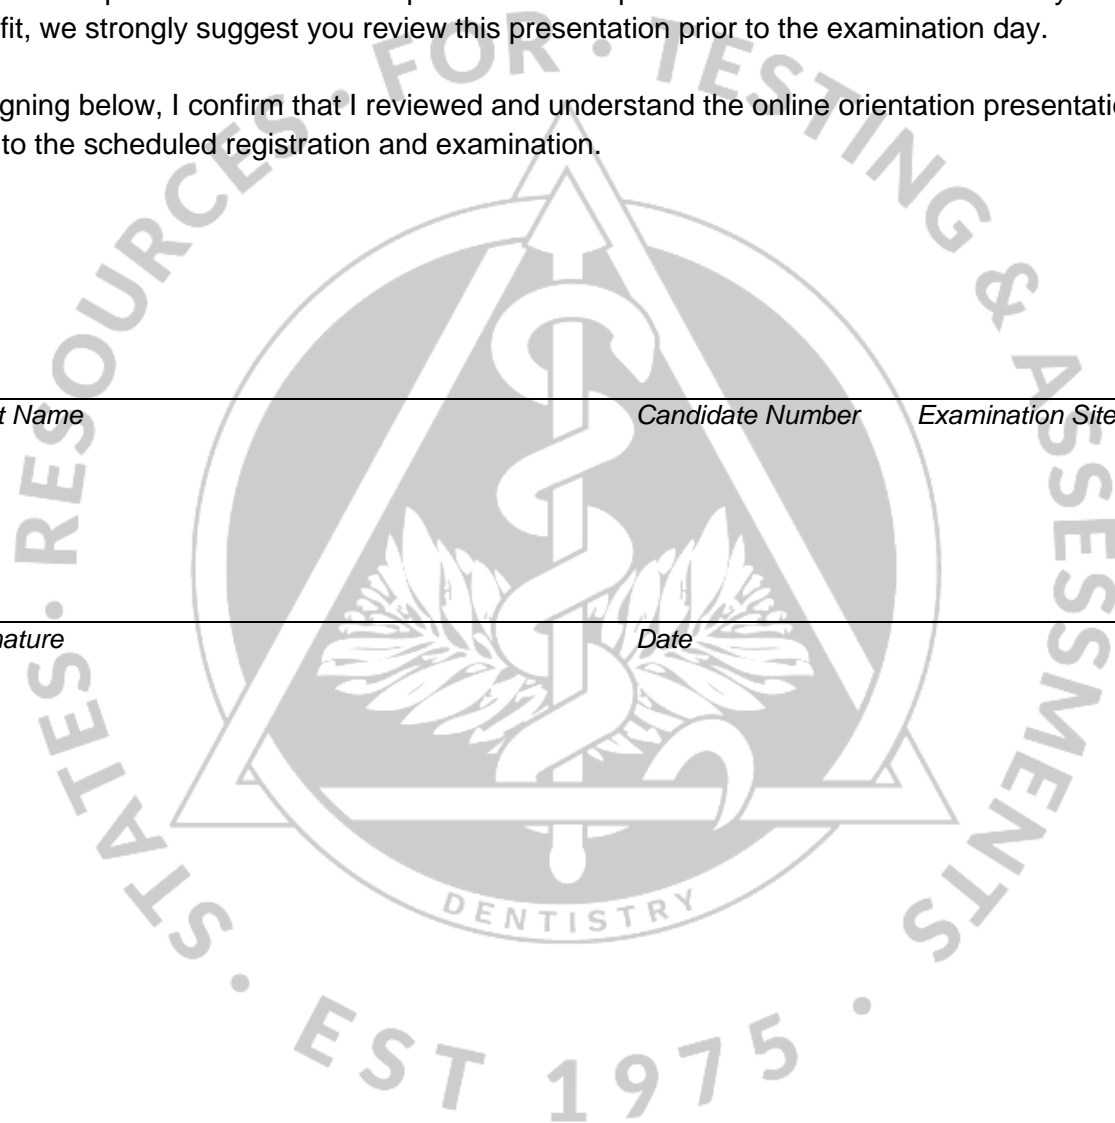 fit, we strongly suggest you review this presentation prior to the examination day.
gning below, I confirm that I reviewed and understand the online orientation presentatio
to the scheduled registration and examination.
t Name Candidate Number Examination Site
nature Date
STATES · RESOURCES · FOR · TESTING & ASSESSMENTS
DENTISTRY
· EST 1975 ·